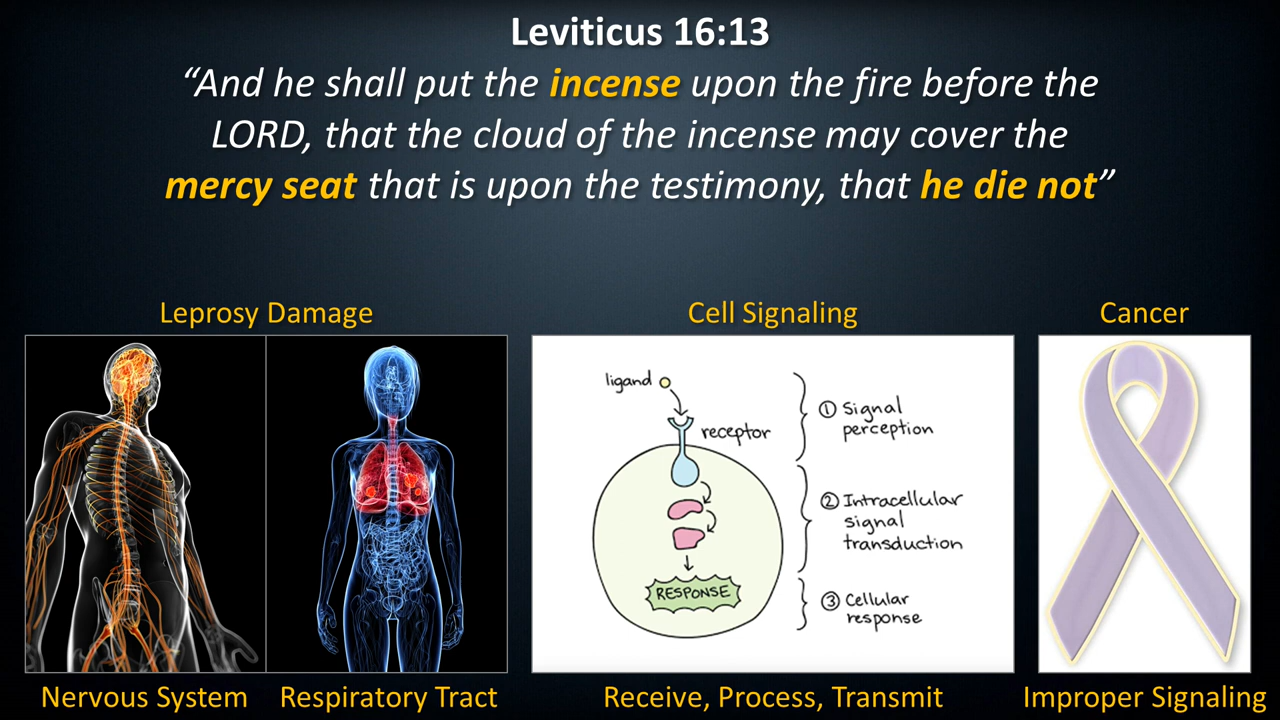 Leviticus 16:13
“And he shall put the incense upon the fire before the
LORD, that the cloud of the incense may cover the
mercy seat that is upon the testimony, that he die not”
Leprosy Damage
Cell Signaling
Cancer
ligand
receptor
① Signal
perception
② Intracellular
signal
transduction
RESPONSE
③ Cellular
response
Nervous System
Respiratory Tract
Receive, Process, Transmit
Improper Signaling